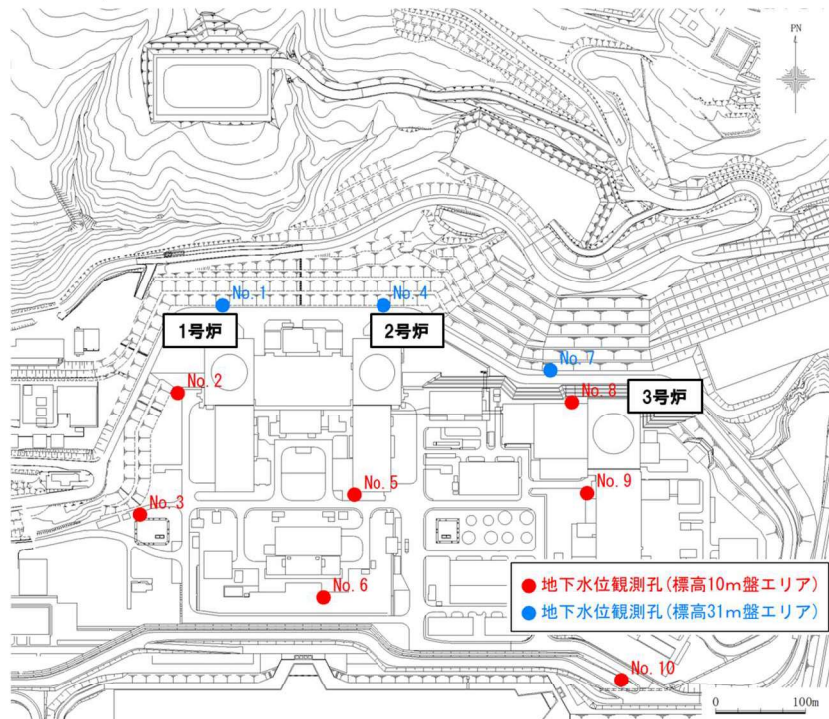 PN
No. 1
No. 4
1号炉
2号炉
No. 7
No. 2
No. 8
3号炉
No. 5
No. 9
No. 3
No. 6
地下水位観測孔(標高10m盤エリア)
地下水位観測孔(標高31m盤エリア)
No. 10
0
100m